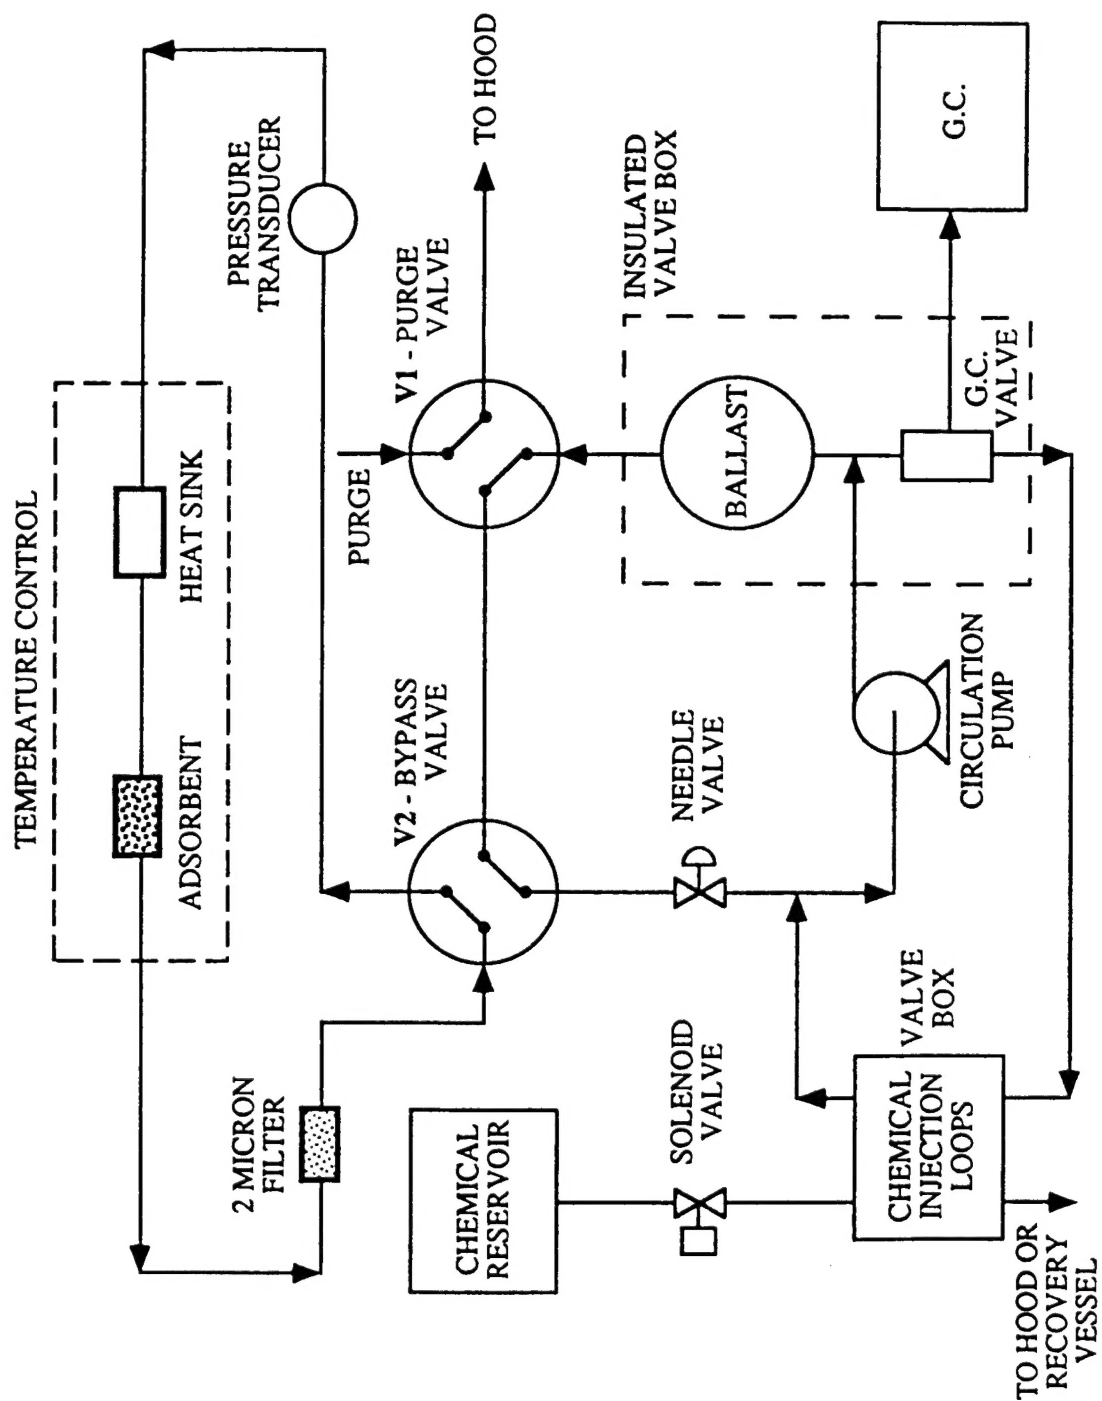 TEMPERATURE CONTROL
ADSORBENT
HEAT SINK
2 MICRON
FILTER
PRESSURE
TRANSDUCER
V2 - BYPASS
VALVE
PURGE
V1 - PURGE
VALVE
TO HOOD
CHEMICAL
RESERVOIR
SOLENOID
VALVE
NEEDLE
VALVE
INSULATED
VALVE BOX
BALLAST
VALVE
BOX
CHEMICAL
INJECTION
LOOPS
CIRCULATION
PUMP
G.C.
VALVE
G.C.
TO HOOD OR
RECOVERY
VESSEL